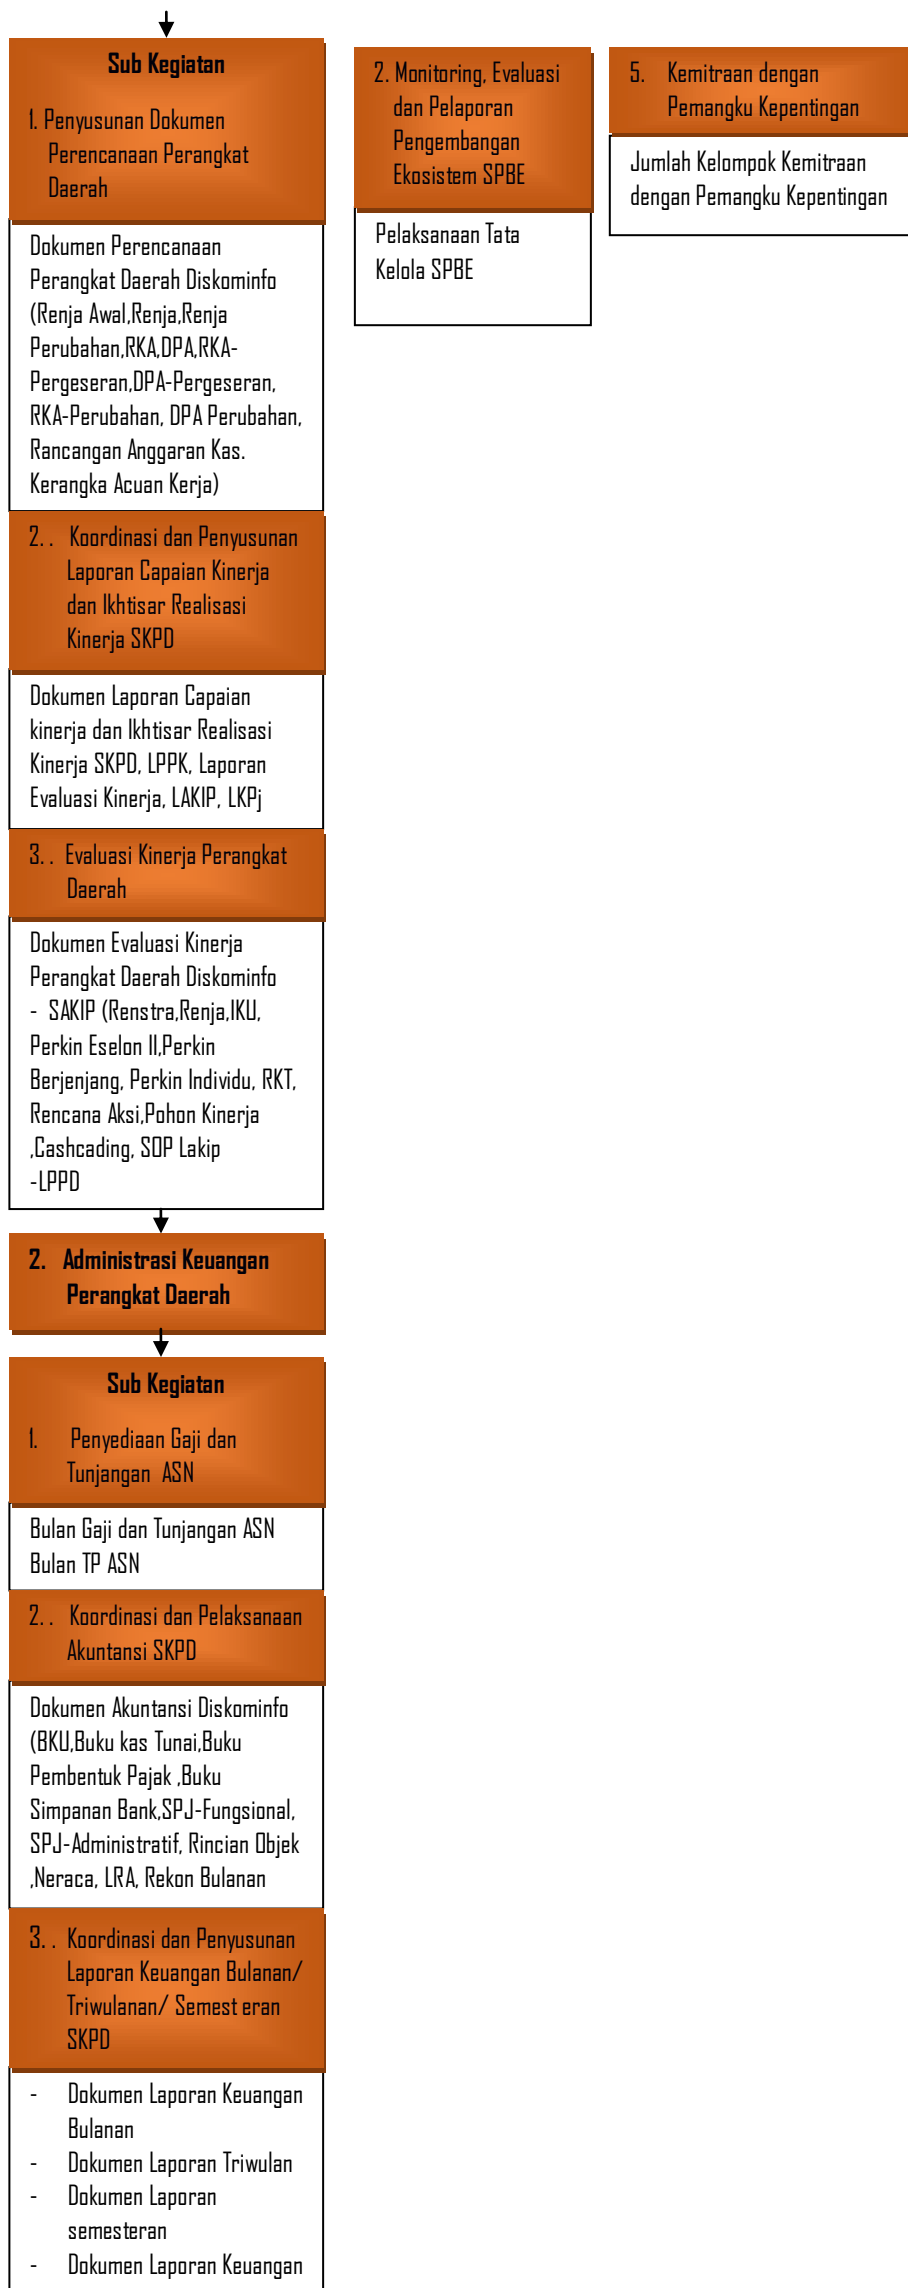 Sub Kegiatan
1. Penyusunan Dokumen
Perencanaan Perangkat
Daerah
Dokumen Perencanaan
Perangkat Daerah Diskominfo
(Renja Awal,Renja,Renja
Perubahan,RKA,DPA,RKA-
Pergeseran,DPA-Pergeseran,
RKA-Perubahan, DPA Perubahan,
Rancangan Anggaran Kas.
Kerangka Acuan Kerja)
2. . Koordinasi dan Penyusunan
Laporan Capaian Kinerja
dan Ikhtisar Realisasi
Kinerja SKPD
Dokumen Laporan Capaian
kinerja dan Ikhtisar Realisasi
Kinerja SKPD, LPPK, Laporan
Evaluasi Kinerja, LAKIP, LKPj
3. . Evaluasi Kinerja Perangkat
Daerah
Dokumen Evaluasi Kinerja
Perangkat Daerah Diskominfo
- SAKIP (Renstra,Renja,IKU,
Perkin Eselon II,Perkin
Berjenjang, Perkin Individu, RKT,
Rencana Aksi,Pohon Kinerja
,Cashcading, SOP Lakip
-LPPD
2. Administrasi Keuangan
Perangkat Daerah
Sub Kegiatan
1. Penyediaan Gaji dan
Tunjangan ASN
Bulan Gaji dan Tunjangan ASN
Bulan TP ASN
2. . Koordinasi dan Pelaksanaan
Akuntansi SKPD
Dokumen Akuntansi Diskominfo
(BKU,Buku kas Tunai,Buku
Pembentuk Pajak ,Buku
Simpanan Bank,SPJ-Fungsional,
SPJ-Administratif, Rincian Objek
,Neraca, LRA, Rekon Bulanan
3. . Koordinasi dan Penyusunan
Laporan Keuangan Bulanan/
Triwulanan/ Semest eran
SKPD
- Dokumen Laporan Keuangan
Bulanan
- Dokumen Laporan Triwulan
- Dokumen Laporan
semesteran
- Dokumen Laporan Keuangan
2. Monitoring, Evaluasi
dan Pelaporan
Pengembangan
Ekosistem SPBE
Pelaksanaan Tata
Kelola SPBE
5. Kemitraan dengan
Pemangku Kepentingan
Jumlah Kelompok Kemitraan
dengan Pemangku Kepentingan